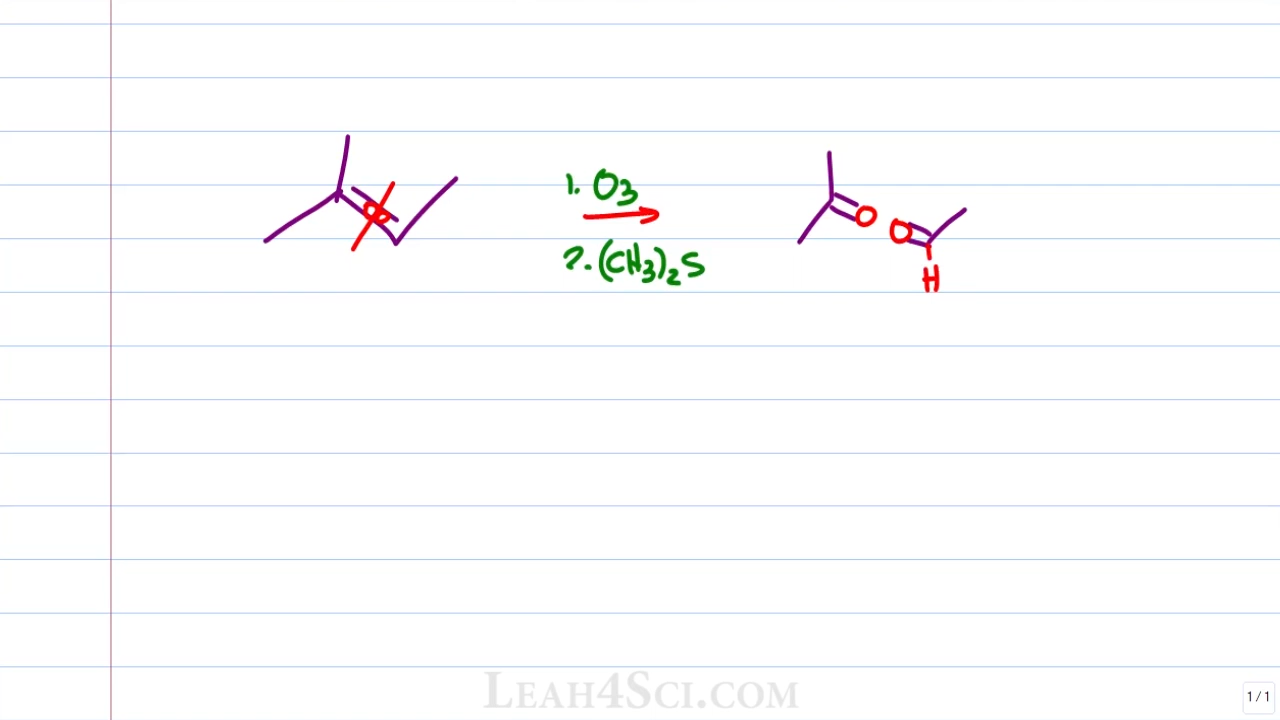 1. O3
2. (CH3)2S
O O
H
LEAH4SCI.COM
1 / 1